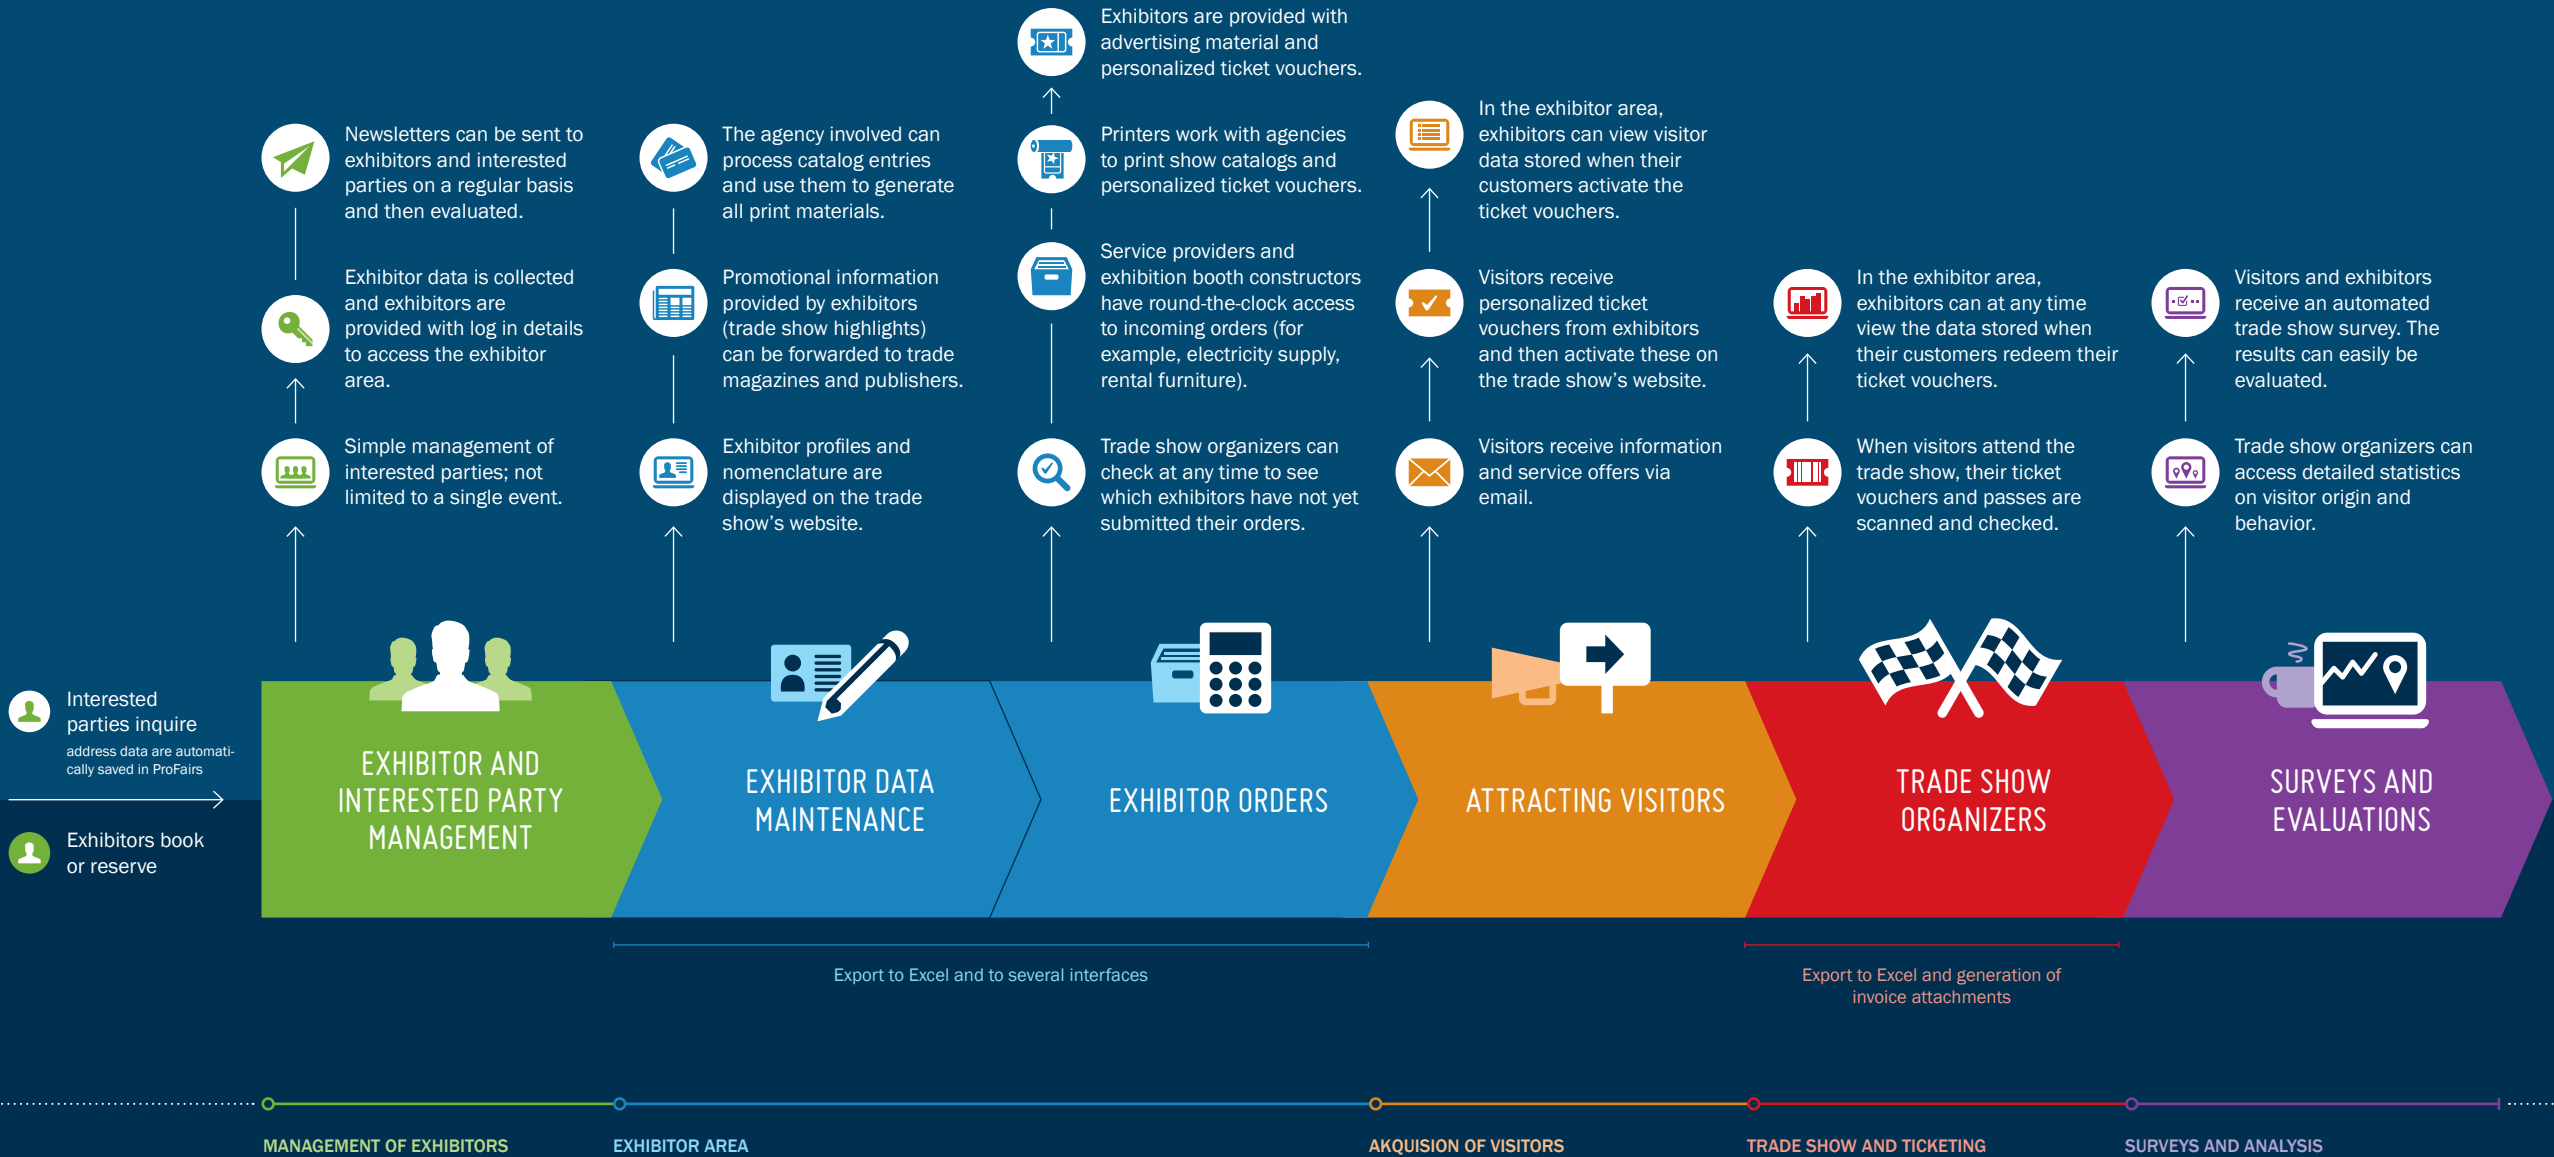 Exhibitors are provided with
advertising material and
personalized ticket vouchers.
Newsletters can be sent to
exhibitors and interested
parties on a regular basis
and then evaluated.
Exhibitor data is collected
and exhibitors are
provided with log in details
to access the exhibitor
area.
Simple management of
interested parties; not
limited to a single event.
The agency involved can
process catalog entries
and use them to generate
all print materials.
Promotional information
provided by exhibitors
(trade show highlights)
can be forwarded to trade
magazines and publishers.
Exhibitor profiles and
nomenclature are
displayed on the trade
show's website.
Printers work with agencies
to print show catalogs and
personalized ticket vouchers.
Service providers and
exhibition booth constructors
have round-the-clock access
to incoming orders (for
example, electricity supply,
rental furniture).
Trade show organizers can
check at any time to see
which exhibitors have not yet
submitted their orders.
In the exhibitor area,
exhibitors can view visitor
data stored when their
customers activate the
ticket vouchers.
Visitors receive
personalized ticket
vouchers from exhibitors
and then activate these on
the trade show's website.
Visitors receive information
and service offers via
email.
In the exhibitor area,
exhibitors can at any time
view the data stored when
their customers redeem their
ticket vouchers.
When visitors attend the
trade show, their ticket
vouchers and passes are
scanned and checked.
Visitors and exhibitors
receive an automated
trade show survey. The
results can easily be
evaluated.
Trade show organizers can
access detailed statistics
on visitor origin and
behavior.
Interested
parties inquire
address data are automati-
cally saved in ProFairs
Exhibitors book
or reserve
EXHIBITOR AND
INTERESTED PARTY
MANAGEMENT
EXHIBITOR DATA
MAINTENANCE
EXHIBITOR ORDERS
ATTRACTING VISITORS
TRADE SHOW
ORGANIZERS
SURVEYS AND
EVALUATIONS
Export to Excel and to several interfaces
Export to Excel and generation of
invoice attachments
MANAGEMENT OF EXHIBITORS
EXHIBITOR AREA
AKQUISION OF VISITORS
TRADE SHOW AND TICKETING
SURVEYS AND ANALYSIS